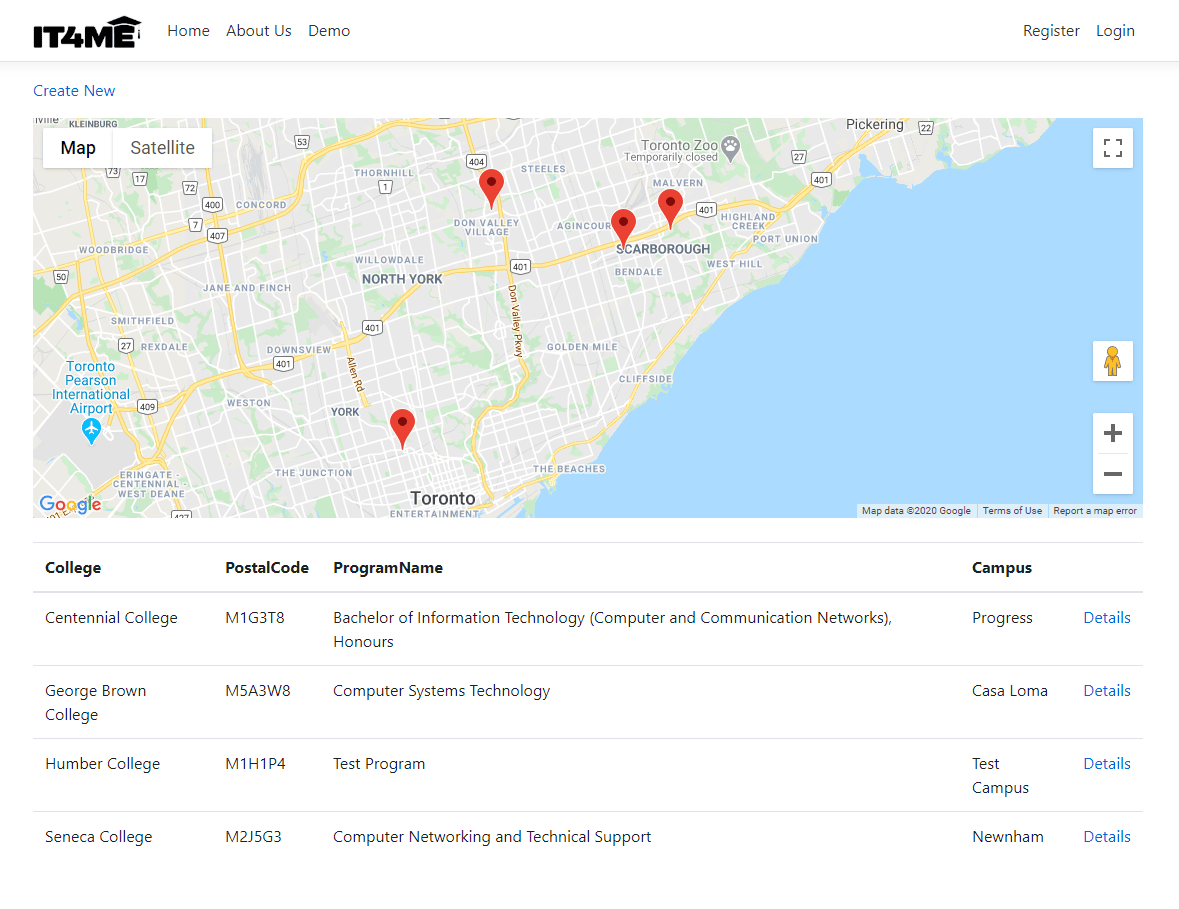 IT4ME
Home About Us Demo Register Login
Create New
KLEINBURG
Pickering
22
Map Satellite
53
Toronto Zoo
Temporarily closed
27
404
STEELES
THORNHILL
73
17
72
1
MALVERN
401
400
CONCORD
401
HIGHLAND
CREEK
7
DON VALLEY
VILLAGE
AGINCOURT
407
PORT UNION
WOODBRIDGE
SCARBOROUGH
WILLOWDALE
401
WEST HILL
50
NORTH YORK
BENDALE
JANE AND FINCH
Don Valley Pkwy
SMITHFIELD
401
27
REXDALE
DOWNSVIEW
GOLDEN MILE
401
Allen Rd
Toronto
Pearson
International
Airport
CLIFFSIDE
409
WESTON
YORK
THE JUNCTION
THE BEACHES
ERINGATE -
CENTENNIAL -
WEST DEANE
Toronto
ENTERTAINMENT
427
Google
Map data ©2020 Google Terms of Use Report a map error
College PostalCode ProgramName Campus
Centennial College M1G3T8 Bachelor of Information Technology (Computer and Communication Networks), Progress Details
Honours
George Brown M5A3W8 Computer Systems Technology Casa Loma Details
College
Humber College M1H1P4 Test Program Test Details
Campus
Seneca College M2J5G3 Computer Networking and Technical Support Newnham Details